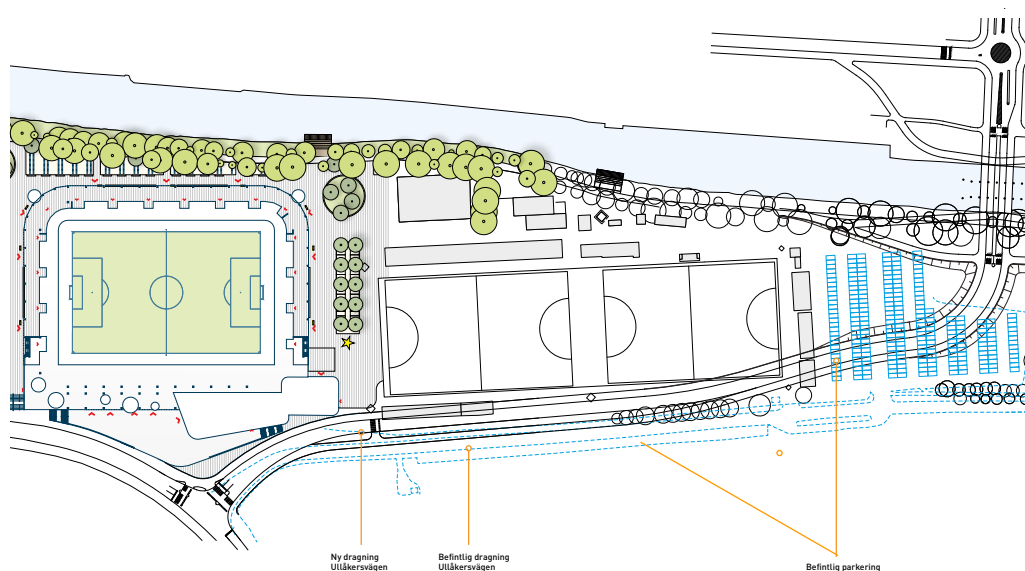 Ny dragning
Ullåkersvägen
Befintlig dragning
Ullåkersvägen
Befintlig parkering